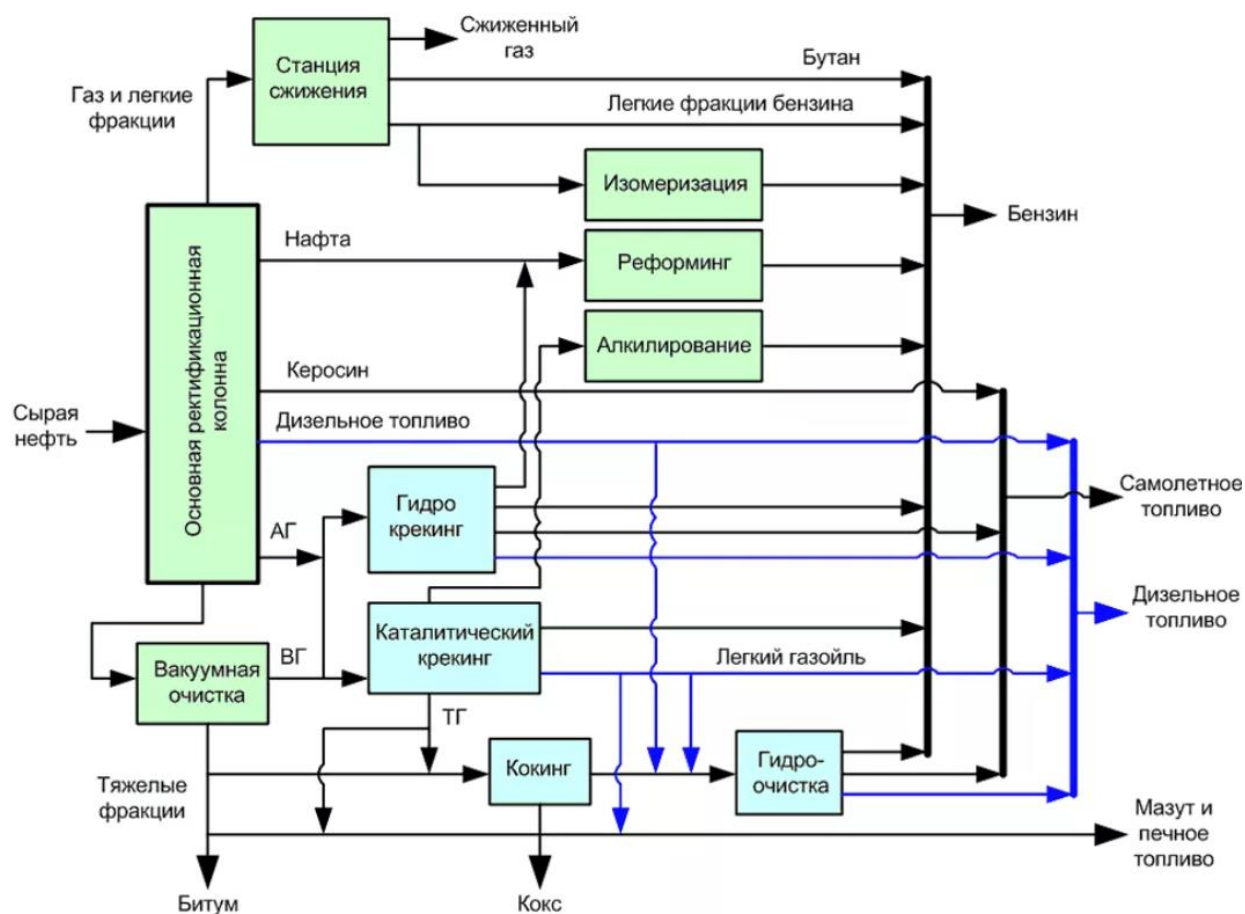 Сжиженный
газ
Станция
сжижения
Бутан
Газ и легкие
фракции
Легкие фракции бензина
Изомеризация
Бензин
Нафта
Реформинг
Основная ректификационная
колонна
Алкилирование
Керосин
Сырая
нефть
Дизельное топливо
Гидро
крекинг
Самолетное
топливо
АГ
Дизельное
топливо
Каталитический
крекинг
ВГ
Легкий газойль
Вакуумная
очистка
ТГ
Кокинг
Гидро-
очистка
Тяжелые
фракции
Мазут и
печное
топливо
Битум
Кокс